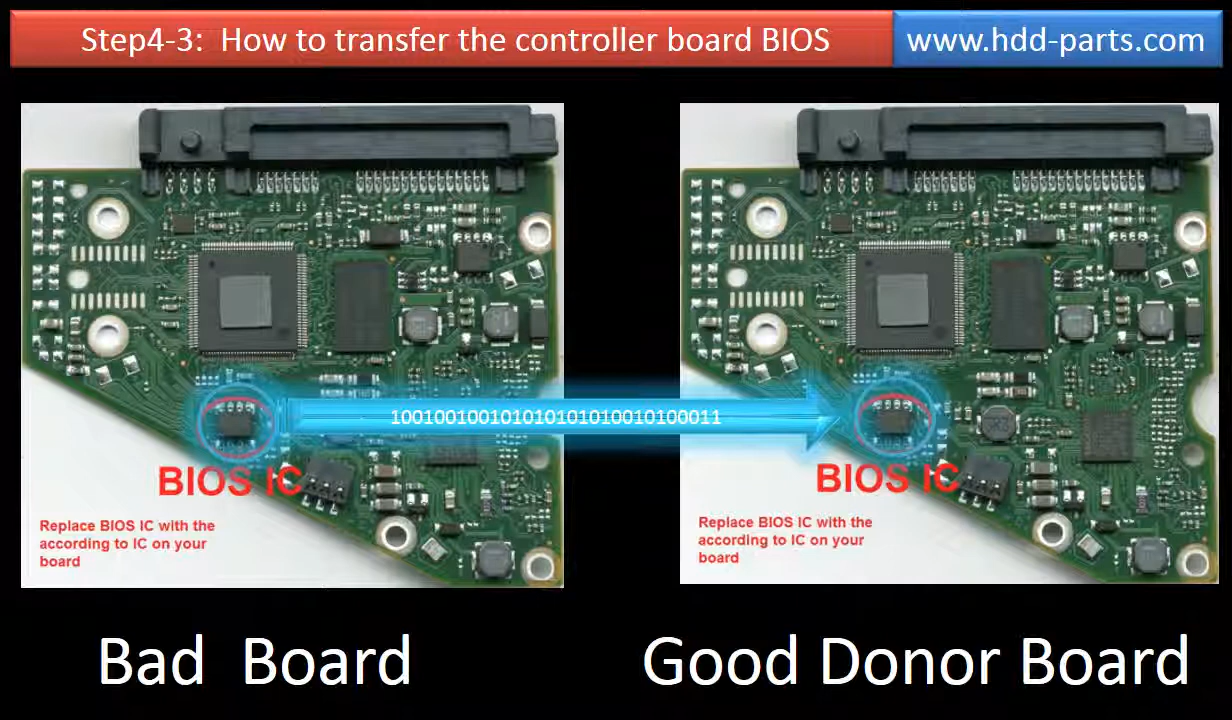 Step4-3: How to transfer the controller board BIOS
www.hdd-parts.com
100100100101010101010010100011
BIOS IC
BIOS IC
Replace BIOS IC with the
according to IC on your
board
Replace BIOS IC with the
according to IC on your
board
Bad Board
Good Donor Board